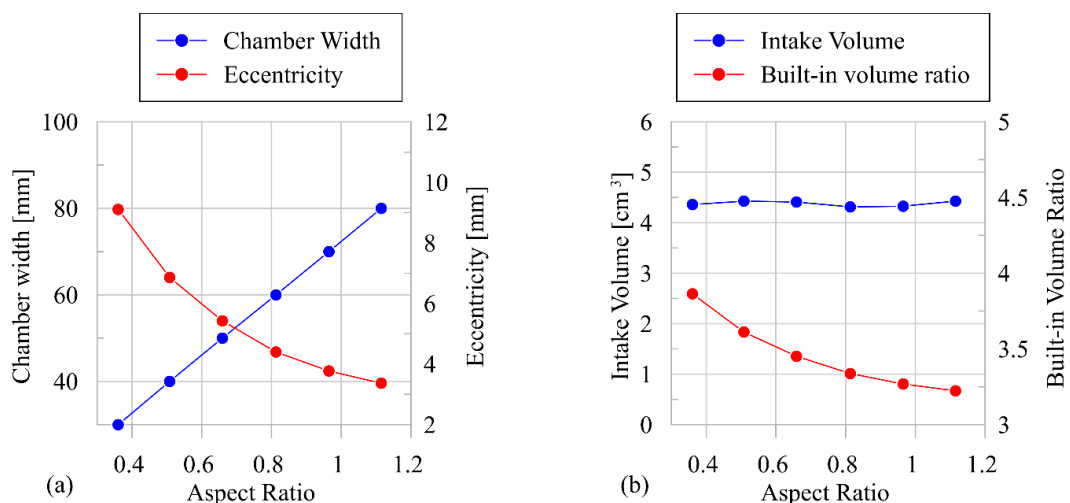 Chamber Width
Eccentricity
100
80
60
40
Chamber width [mm]
12
10
8
6
4
2
Eccentricity [mm]
0.4
0.6
0.8
1
1.2
(a)
Aspect Ratio
Intake Volume
Built-in volume ratio
6
5
4
3
2
1
0
Intake Volume [cm³]
5
4.5
4
3.5
3
Built-in Volume Ratio
0.4
0.6
0.8
1
1.2
(b)
Aspect Ratio